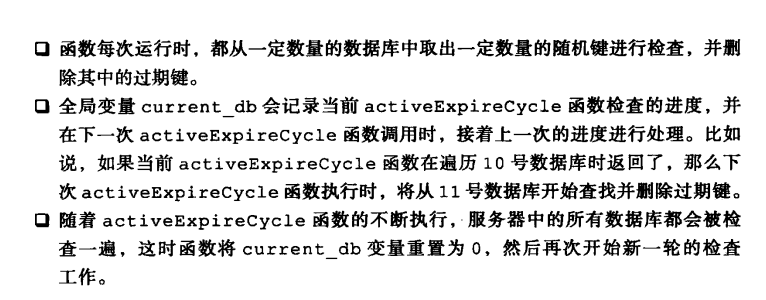 ❑ 函数每次运行时，都从一定数量的数据库中取出一定数量的随机键进行检查，并删
除其中的过期键。
❑ 全局变量 current_db 会记录当前 activeExpireCycle 函数检查的进度，并
在下一次 activeExpireCycle 函数调用时，接着上一次的进度进行处理。比如
说，如果当前 activeExpireCycle 函数在遍历 10 号数据库时返回了，那么下
次 activeExpireCycle 函数执行时，将从 11 号数据库开始查找并删除过期键。
❑ 随着 activeExpireCycle 函数的不断执行，服务器中的所有数据库都会被检
查一遍，这时函数将 current_db 变量重置为 0，然后再次开始新一轮的检查
工作。